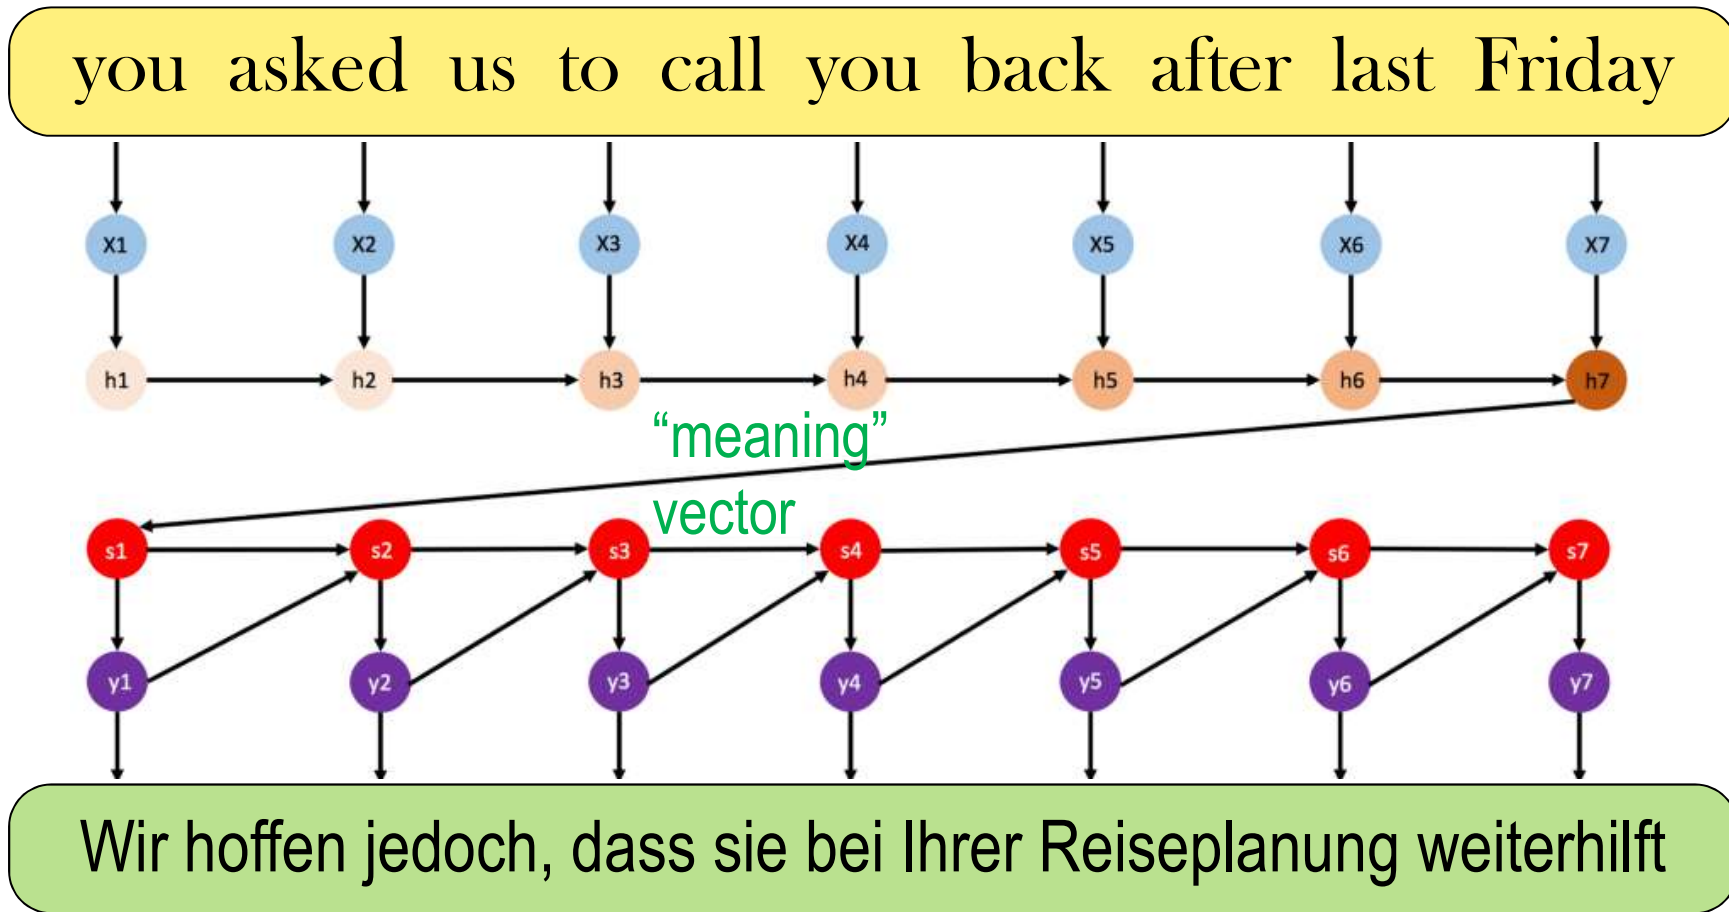 you asked us to call you back after last Friday
X1 X2 X3 X4 X5 X6 X7
h1 h2 h3 h4 h5 h6 h7
“meaning”
vector
s1 s2 s3 s4 s5 s6 s7
y1 y2 y3 y4 y5 y6 y7
Wir hoffen jedoch, dass sie bei Ihrer Reiseplanung weiterhilft